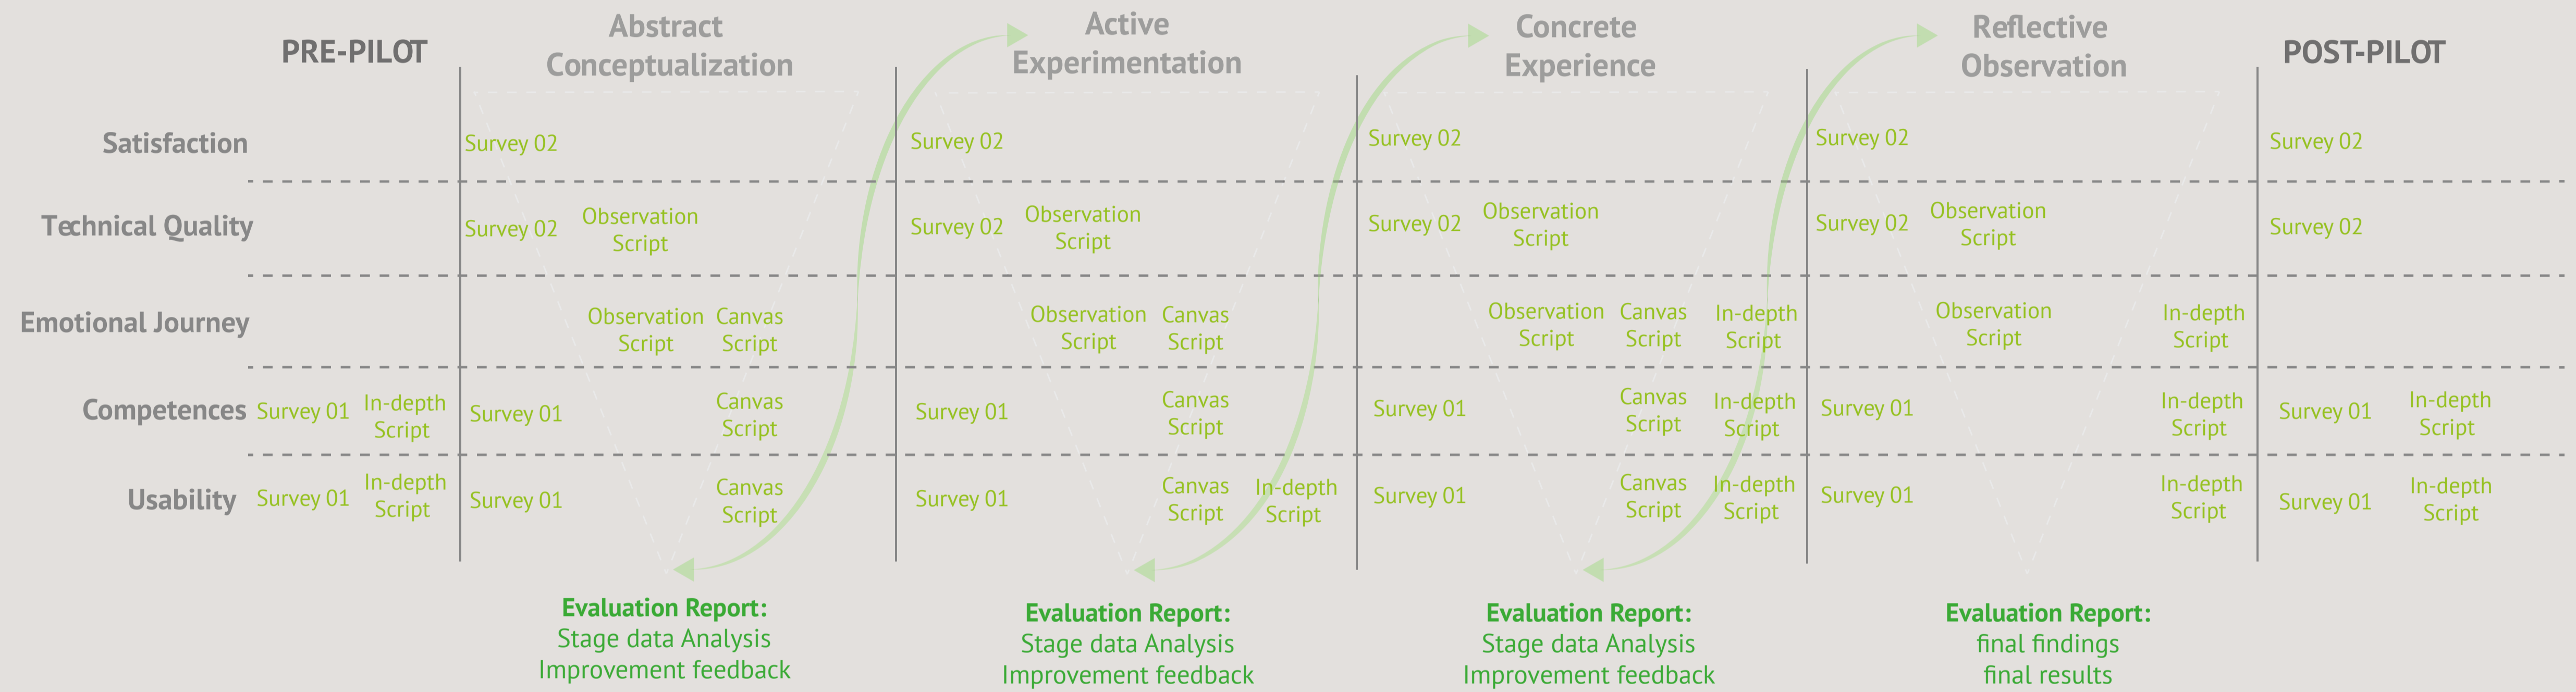 PRE-PILOT
Abstract
Conceptualization
Active
Experimentation
Concrete
Experience
Reflective
Observation
POST-PILOT
Satisfaction
Survey 02
Survey 02
Survey 02
Survey 02
Survey 02
Technical Quality
Survey 02
Observation
Script
Survey 02
Observation
Script
Survey 02
Observation
Script
Survey 02
Observation
Script
Survey 02
Emotional Journey
Observation
Script
Canvas
Script
Observation
Script
Canvas
Script
Observation
Script
Canvas
Script
In-depth
Script
Observation
Script
In-depth
Script
Competences
Survey 01
In-depth
Script
Survey 01
Canvas
Script
Survey 01
Canvas
Script
Survey 01
Canvas
Script
In-depth
Script
Survey 01
In-depth
Script
Survey 01
In-depth
Script
Usability
Survey 01
In-depth
Script
Survey 01
Canvas
Script
Survey 01
Canvas
Script
In-depth
Script
Survey 01
Canvas
Script
In-depth
Script
Survey 01
In-depth
Script
Survey 01
In-depth
Script
Evaluation Report:
Stage data Analysis
Improvement feedback
Evaluation Report:
Stage data Analysis
Improvement feedback
Evaluation Report:
Stage data Analysis
Improvement feedback
Evaluation Report:
final findings
final results